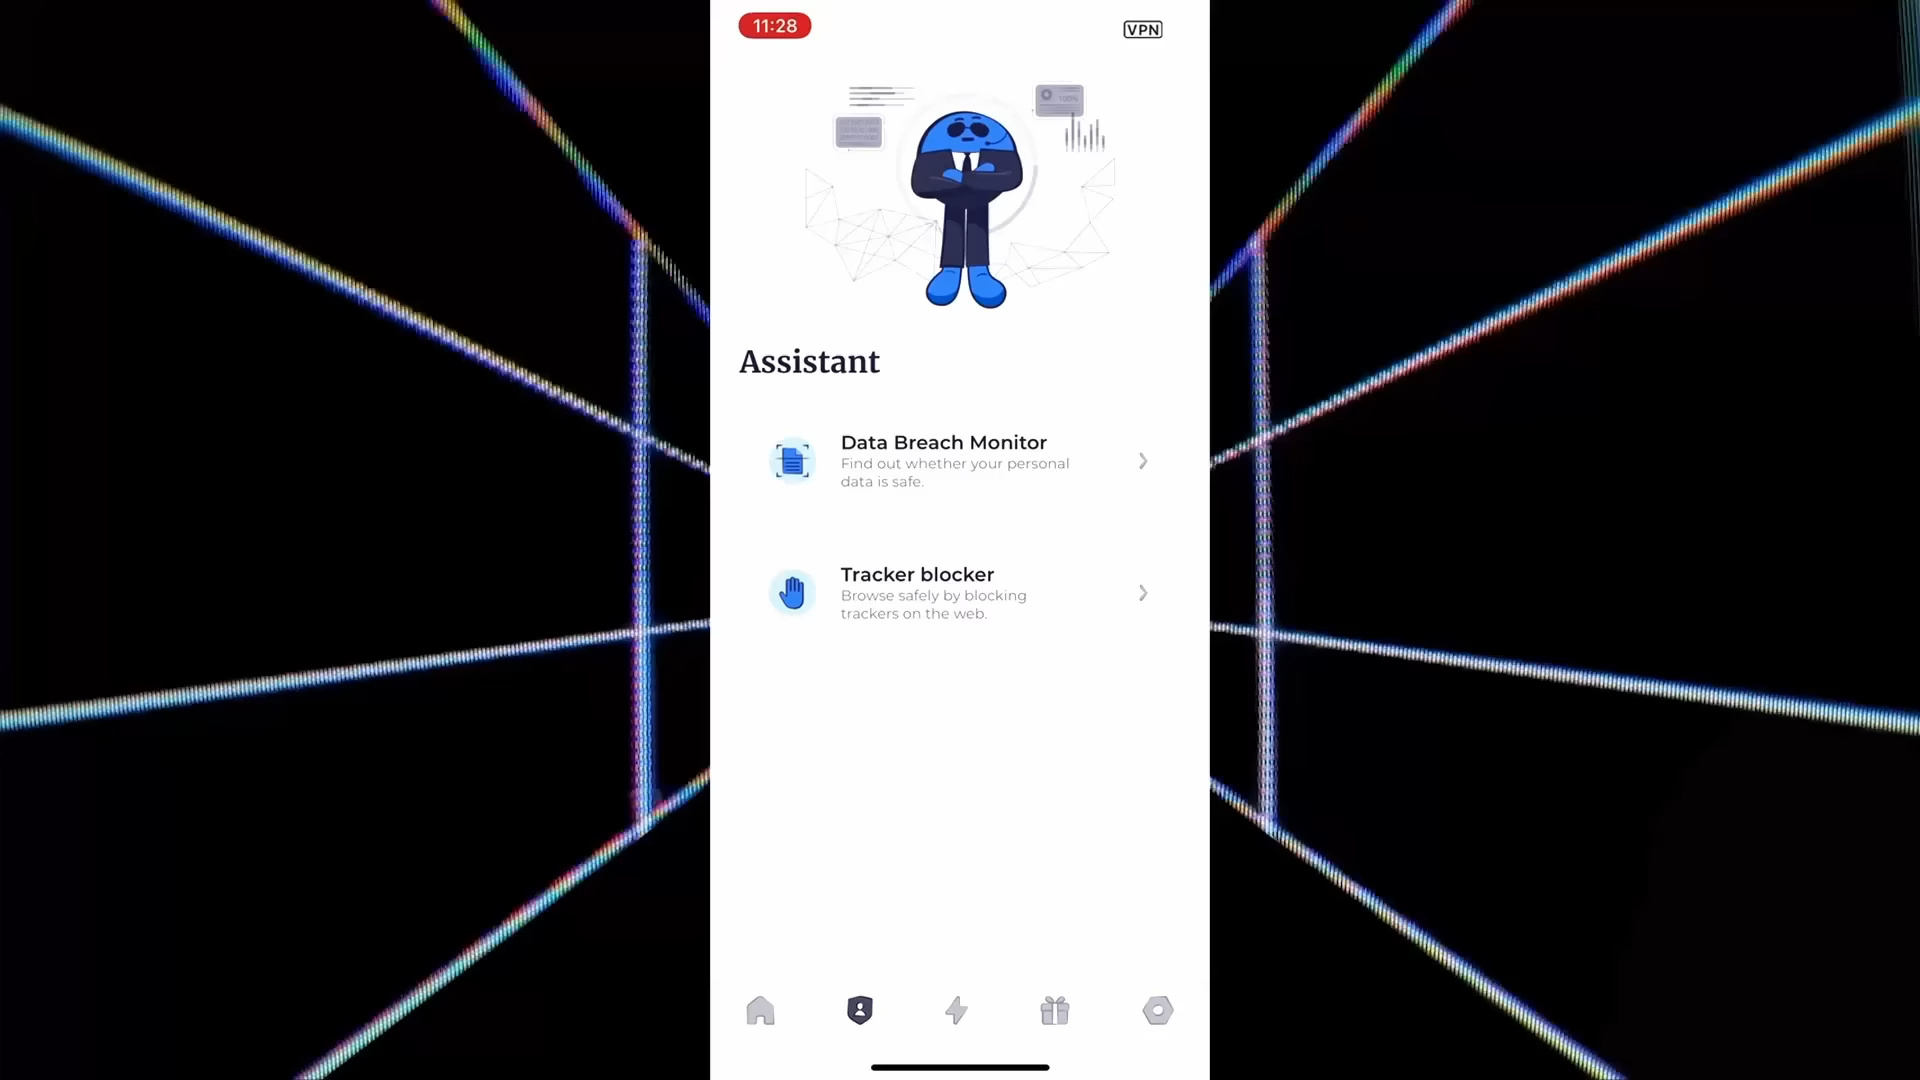 11:28
VPN
100%
Assistant
Data Breach Monitor
Find out whether your personal
data is safe.
Tracker blocker
Browse safely by blocking
trackers on the web.